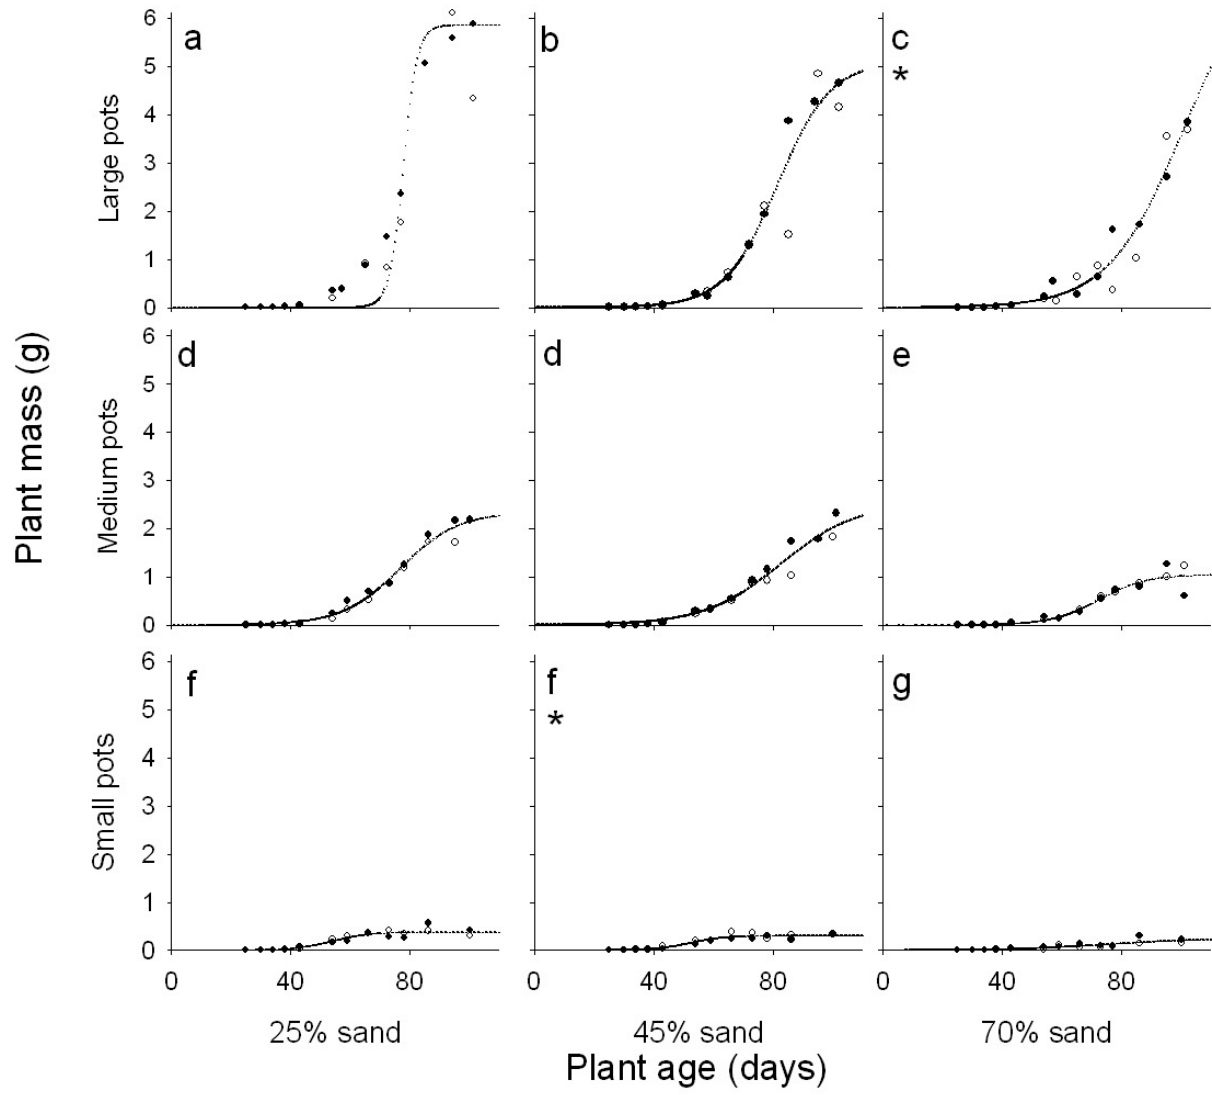 a
b
c
*
6
5
4
3
2
1
0
Large pots
d
d
e
6
5
4
3
2
1
0
Medium pots
Plant mass (g)
f
f
*
g
6
5
4
3
2
1
0
Small pots
0 40 80 0 40 80 0 40 80
25% sand 45% sand 70% sand
Plant age (days)